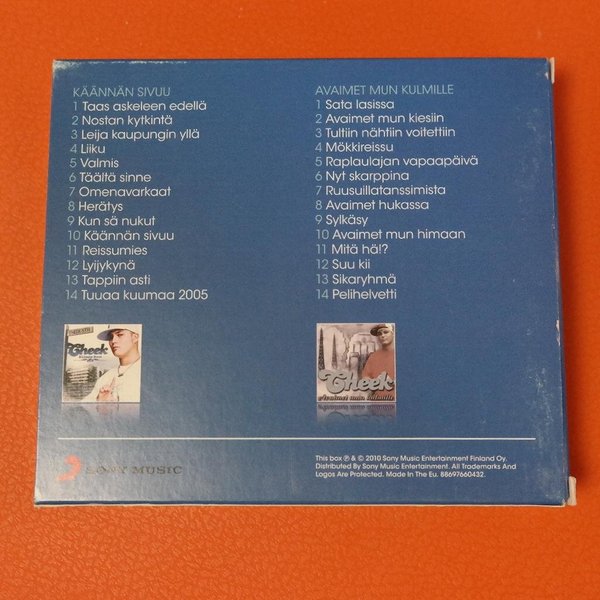 KÄÄNNÄN SIVUU
1 Taas askeleen edellä
2 Nostan kytkintä
3 Leija kaupungin yllä
4 Liiku
5 Valmis
6 Täältä sinne
7 Omenavarkaat
8 Herätys
9 Kun sä nukut
10 Käännän sivuu
11 Reissumies
12 Lyijykynä
13 Tappiin asti
14 Tuuaa kuumaa 2005
AVAIMET MUN KULMILLE
1 Sata lasissa
2 Avaimet mun kiesiin
3 Tultiin nähtiin voitettiin
4 Mökkireissu
5 Raplaulajan vapaapäivä
6 Nyt skarppina
7 Ruusuillatanssimista
8 Avaimet hukassa
9 Sylkäsy
10 Avaimet mun himaan
11 Mitä hä!?
12 Suu kii
13 Sikaryhmä
14 Pelihelvetti
Cheek
Cheek
Avaimet mun kulmille
SONY MUSIC
This box ℗ & © 2010 Sony Music Entertainment Finland Oy.
Distributed By Sony Music Entertainment. All Trademarks And
Logos Are Protected. Made In The Eu. 88697660432.